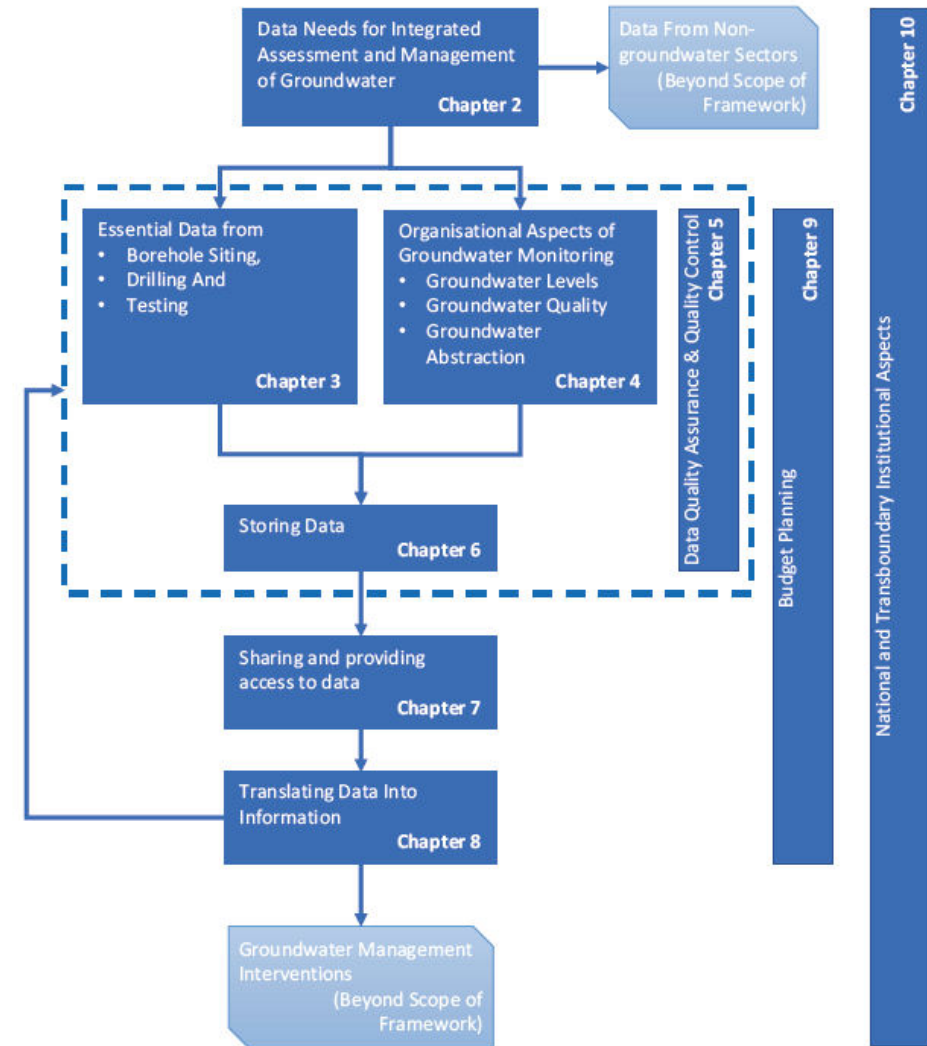 Data Needs for Integrated
Assessment and Management
of Groundwater
Chapter 2
Data From Non-
groundwater Sectors
(Beyond Scope of
Framework)
Essential Data from
• Borehole Siting,
• Drilling And
• Testing
Chapter 3
Organisational Aspects of
Groundwater Monitoring
• Groundwater Levels
• Groundwater Quality
• Groundwater
Abstraction
Chapter 4
Data Quality Assurance & Quality Control
Chapter 5
Storing Data
Chapter 6
Sharing and providing
access to data
Chapter 7
Translating Data Into
Information
Chapter 8
Budget Planning
Chapter 9
National and Transboundary Institutional Aspects
Chapter 10
Groundwater Management
Interventions
(Beyond Scope of
Framework)